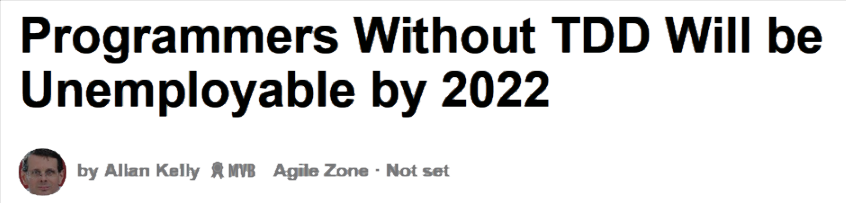 Programmers Without TDD Will be
Unemployable by 2022
by Allan Kelly MVB Agile Zone · Not set